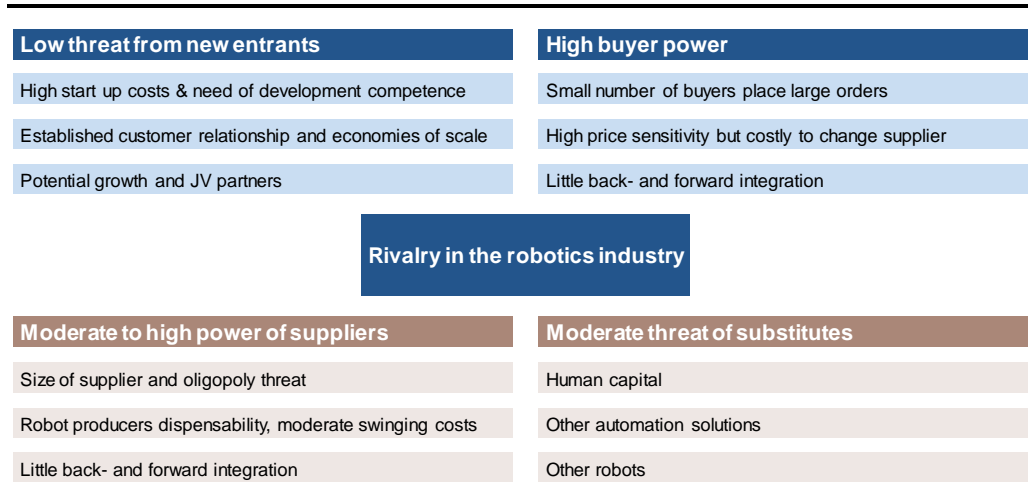 Low threat from new entrants
High start up costs & need of development competence
Established customer relationship and economies of scale
Potential growth and JV partners
High buyer power
Small number of buyers place large orders
High price sensitivity but costly to change supplier
Little back- and forward integration
Rivalry in the robotics industry
Moderate to high power of suppliers
Size of supplier and oligopoly threat
Robot producers dispensability, moderate swinging costs
Little back- and forward integration
Moderate threat of substitutes
Human capital
Other automation solutions
Other robots